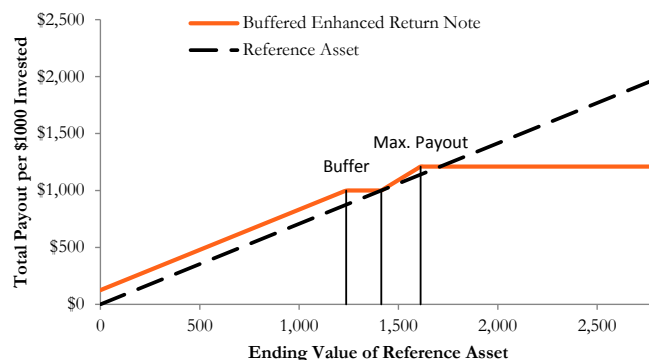 $2,500
Buffered Enhanced Return Note
Reference Asset
$2,000
$1,500
Max. Payout
Buffer
$1,000
$500
$0
0 500 1,000 1,500 2,000 2,500
Total Payout per $1000 Invested
Ending Value of Reference Asset